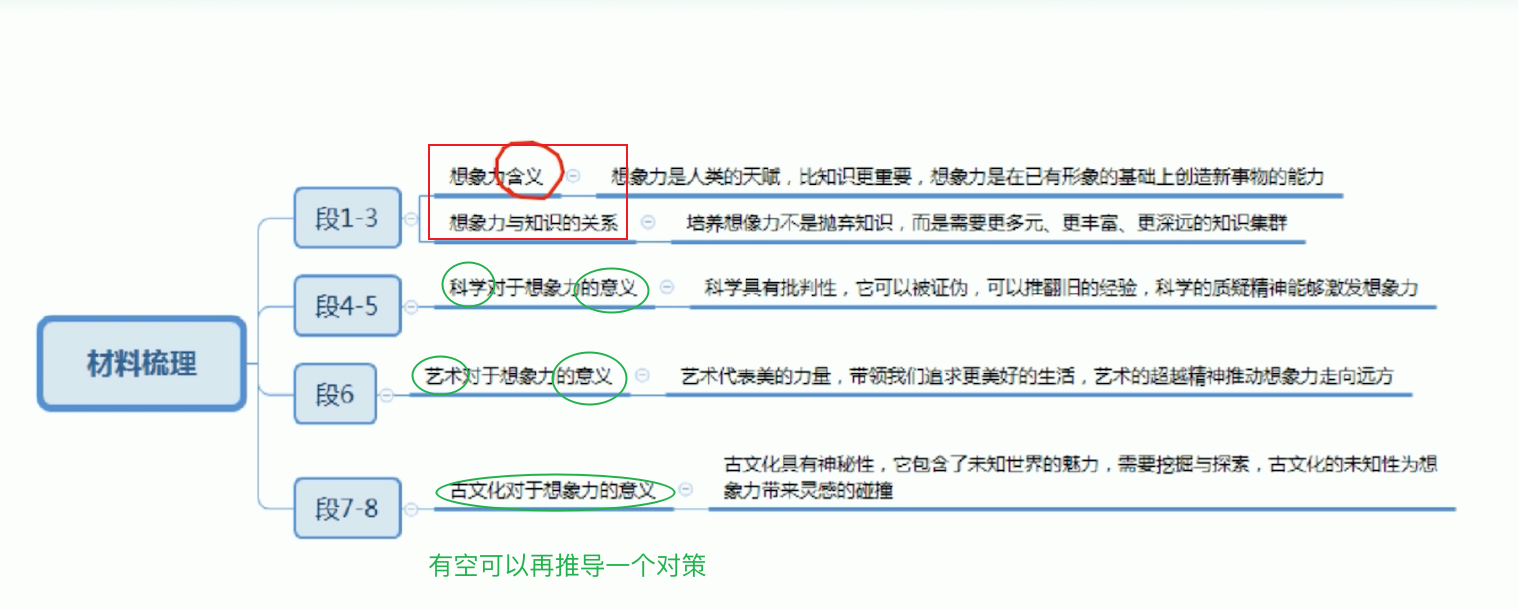 材料梳理
段1-3
想象力含义
想象力是人类的天赋，比知识更重要，想象力是在已有形象的基础上创造新事物的能力
想象力与知识的关系
培养想像力不是抛弃知识，而是需要更多元、更丰富、更深远的知识集群
段4-5
科学对于想象力的意义
科学具有批判性，它可以被证伪，可以推翻旧的经验，科学的质疑精神能够激发想象力
段6
艺术对于想象力的意义
艺术代表美的力量，带领我们追求更美好的生活，艺术的超越精神推动想象力走向远方
段7-8
古文化对于想象力的意义
古文化具有神秘性，它包含了未知世界的魅力，需要挖掘与探索，古文化的未知性为想
象力带来灵感的碰撞
有空可以再推导一个对策